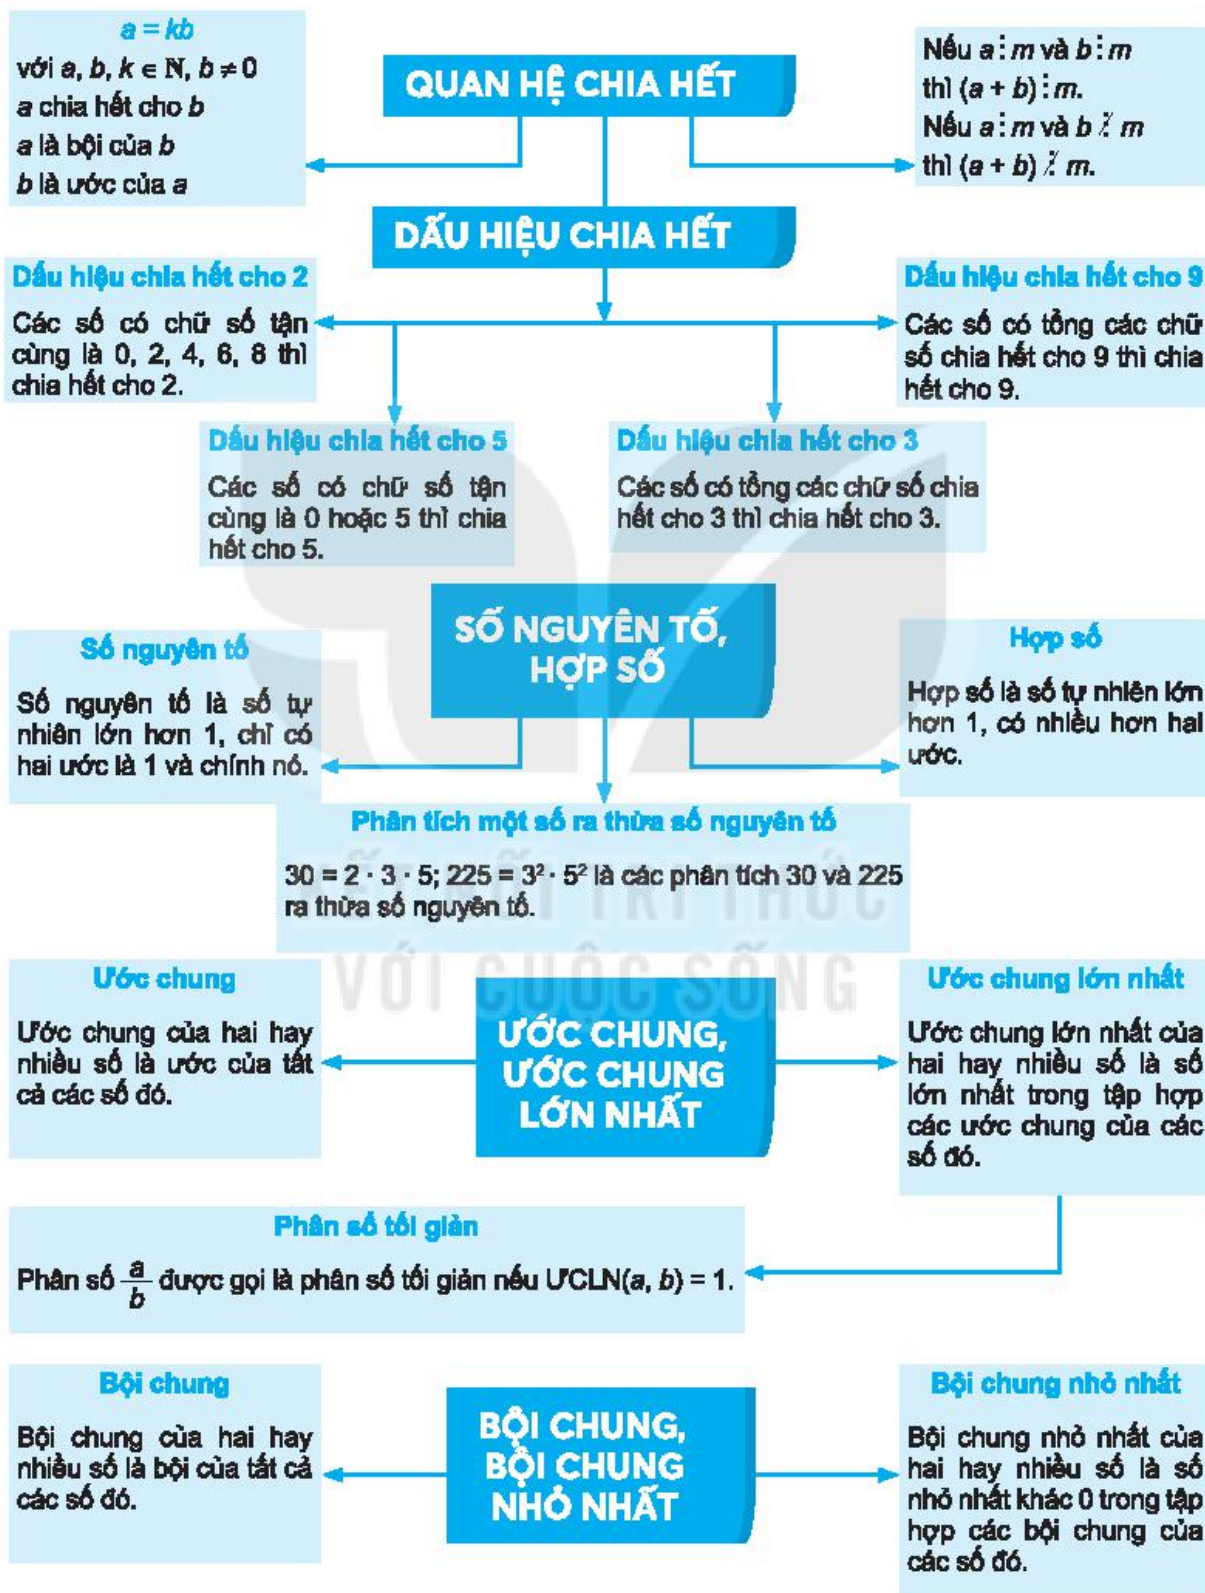 a = kb
với a, b, k ∈ ℕ, b ≠ 0
a chia hết cho b
a là bội của b
b là ước của a
QUAN HỆ CHIA HẾT
Nếu a ⋮ m và b ⋮ m
thì (a + b) ⋮ m.
Nếu a ⋮ m và b ⋮̸ m
thì (a + b) ⋮̸ m.
DẤU HIỆU CHIA HẾT
Dấu hiệu chia hết cho 2
Các số có chữ số tận
cùng là 0, 2, 4, 6, 8 thì
chia hết cho 2.
Dấu hiệu chia hết cho 9
Các số có tổng các chữ
số chia hết cho 9 thì chia
hết cho 9.
Dấu hiệu chia hết cho 5
Các số có chữ số tận
cùng là 0 hoặc 5 thì chia
hết cho 5.
Dấu hiệu chia hết cho 3
Các số có tổng các chữ số chia
hết cho 3 thì chia hết cho 3.
SỐ NGUYÊN TỐ,
HỢP SỐ
Số nguyên tố
Số nguyên tố là số tự
nhiên lớn hơn 1, chỉ có
hai ước là 1 và chính nó.
Hợp số
Hợp số là số tự nhiên lớn
hơn 1, có nhiều hơn hai
ước.
Phân tích một số ra thừa số nguyên tố
30 = 2 · 3 · 5; 225 = 3² · 5² là các phân tích 30 và 225
ra thừa số nguyên tố.
KẾT NỐI TRI THỨC
VỚI CUỘC SỐNG
Ước chung
Ước chung của hai hay
nhiều số là ước của tất
cả các số đó.
ƯỚC CHUNG,
ƯỚC CHUNG
LỚN NHẤT
Ước chung lớn nhất
Ước chung lớn nhất của
hai hay nhiều số là số
lớn nhất trong tập hợp
các ước chung của các
số đó.
Phân số tối giản
Phân số a/b được gọi là phân số tối giản nếu ƯCLN(a, b) = 1.
Bội chung
Bội chung của hai hay
nhiều số là bội của tất cả
các số đó.
BỘI CHUNG,
BỘI CHUNG
NHỎ NHẤT
Bội chung nhỏ nhất
Bội chung nhỏ nhất của
hai hay nhiều số là số
nhỏ nhất khác 0 trong tập
hợp các bội chung của
các số đó.